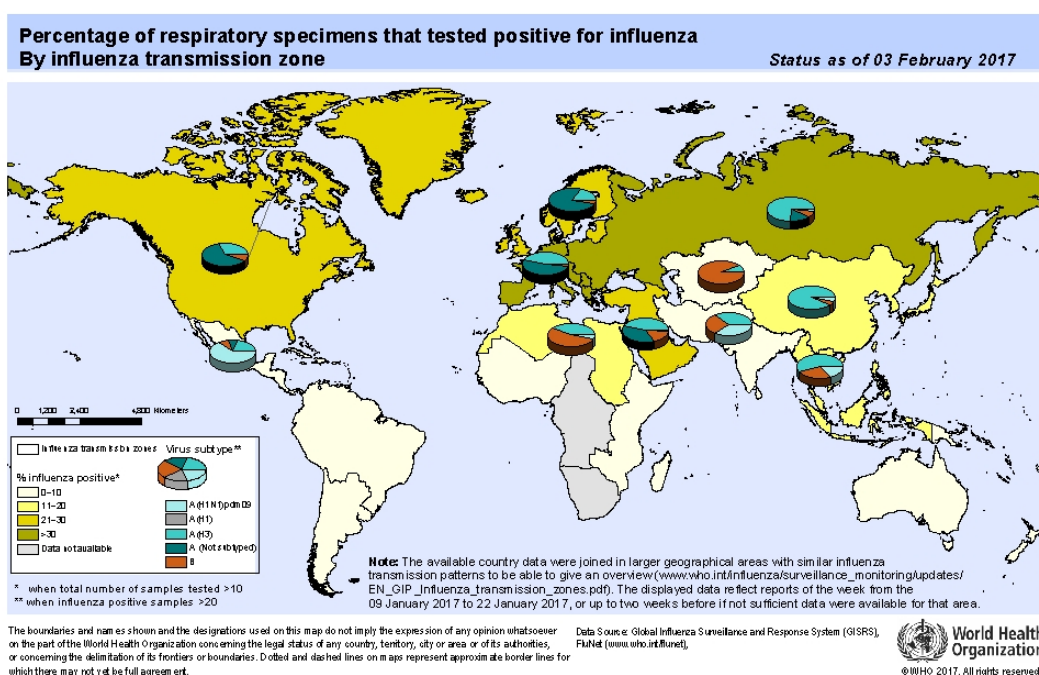 Percentage of respiratory specimens that tested positive for influenza
By influenza transmission zone
Status as of 03 February 2017
0 1,200 2,400 4,800 Kilometers
Influenza transmission zones
Virus subtype**
% influenza positive*
0-10
11-20
21-30
>30
Data not available
A(H1N1)pdm09
A(H1)
A(H3)
A (Not subtyped)
B
* when total number of samples tested >10
** when influenza positive samples >20
Note: The available country data were joined in larger geographical areas with similar influenza
transmission patterns to be able to give an overview (www.who.int/influenza/surveillance_monitoring/updates/
EN_GIP_Influenza_transmission_zones.pdf). The displayed data reflect reports of the week from the
09 January 2017 to 22 January 2017, or up to two weeks before if not sufficient data were available for that area.
The boundaries and names shown and the designations used on this map do not imply the expression of any opinion whatsoever
on the part of the World Health Organization concerning the legal status of any country, territory, city or area or of its authorities,
or concerning the delimitation of its frontiers or boundaries. Dotted and dashed lines on maps represent approximate border lines for
which there may not yet be full agreement.
Data Source: Global Influenza Surveillance and Response System (GISRS),
FluNet (www.who.int/flunet),
World Health
Organization
©WHO 2017. All rights reserved.